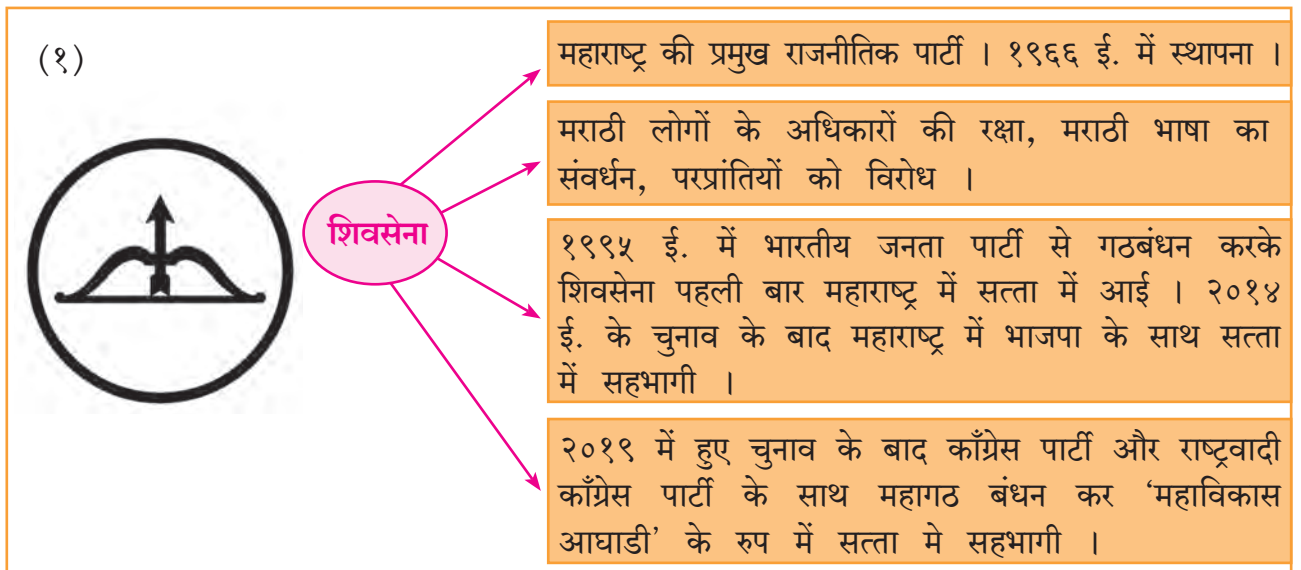 (१)
महाराष्ट्र की प्रमुख राजनीतिक पार्टी । १९६६ ई. में स्थापना ।
मराठी लोगों के अधिकारों की रक्षा, मराठी भाषा का
संवर्धन, परप्रांतियों को विरोध ।
शिवसेना
१९९५ ई. में भारतीय जनता पार्टी से गठबंधन करके
शिवसेना पहली बार महाराष्ट्र में सत्ता में आई । २०१४
ई. के चुनाव के बाद महाराष्ट्र में भाजपा के साथ सत्ता
में सहभागी ।
२०१९ में हुए चुनाव के बाद काँग्रेस पार्टी और राष्ट्रवादी
काँग्रेस पार्टी के साथ महागठ बंधन कर ‘महाविकास
आघाडी’ के रुप में सत्ता मे सहभागी ।